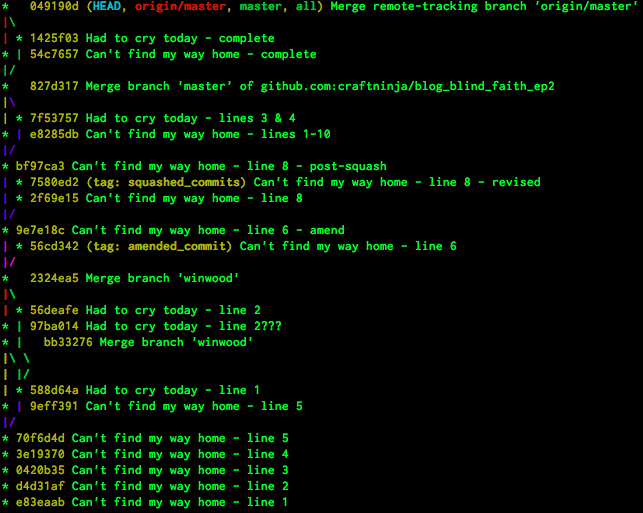 *   049190d (HEAD, origin/master, master, all) Merge remote-tracking branch 'origin/master'
|\
| * 1425f03 Had to cry today - complete
* | 54c7657 Can't find my way home - complete
|/
*   827d317 Merge branch 'master' of github.com:craftninja/blog_blind_faith_ep2
|\
| * 7f53757 Had to cry today - lines 3 & 4
* | e8285db Can't find my way home - lines 1-10
|/
* bf97ca3 Can't find my way home - line 8 - post-squash
| * 7580ed2 (tag: squashed_commits) Can't find my way home - line 8 - revised
| * 2f69e15 Can't find my way home - line 8
|/
* 9e7e18c Can't find my way home - line 6 - amend
| * 56cd342 (tag: amended_commit) Can't find my way home - line 6
|/
*   2324ea5 Merge branch 'winwood'
|\
| * 56deafe Had to cry today - line 2
* | 97ba014 Had to cry today - line 2???
* |   bb33276 Merge branch 'winwood'
|\ \
| |/
| * 588d64a Had to cry today - line 1
* | 9eff391 Can't find my way home - line 5
|/
* 70f6d4d Can't find my way home - line 5
* 3e19370 Can't find my way home - line 4
* 0420b35 Can't find my way home - line 3
* d4d31af Can't find my way home - line 2
* e83eaab Can't find my way home - line 1